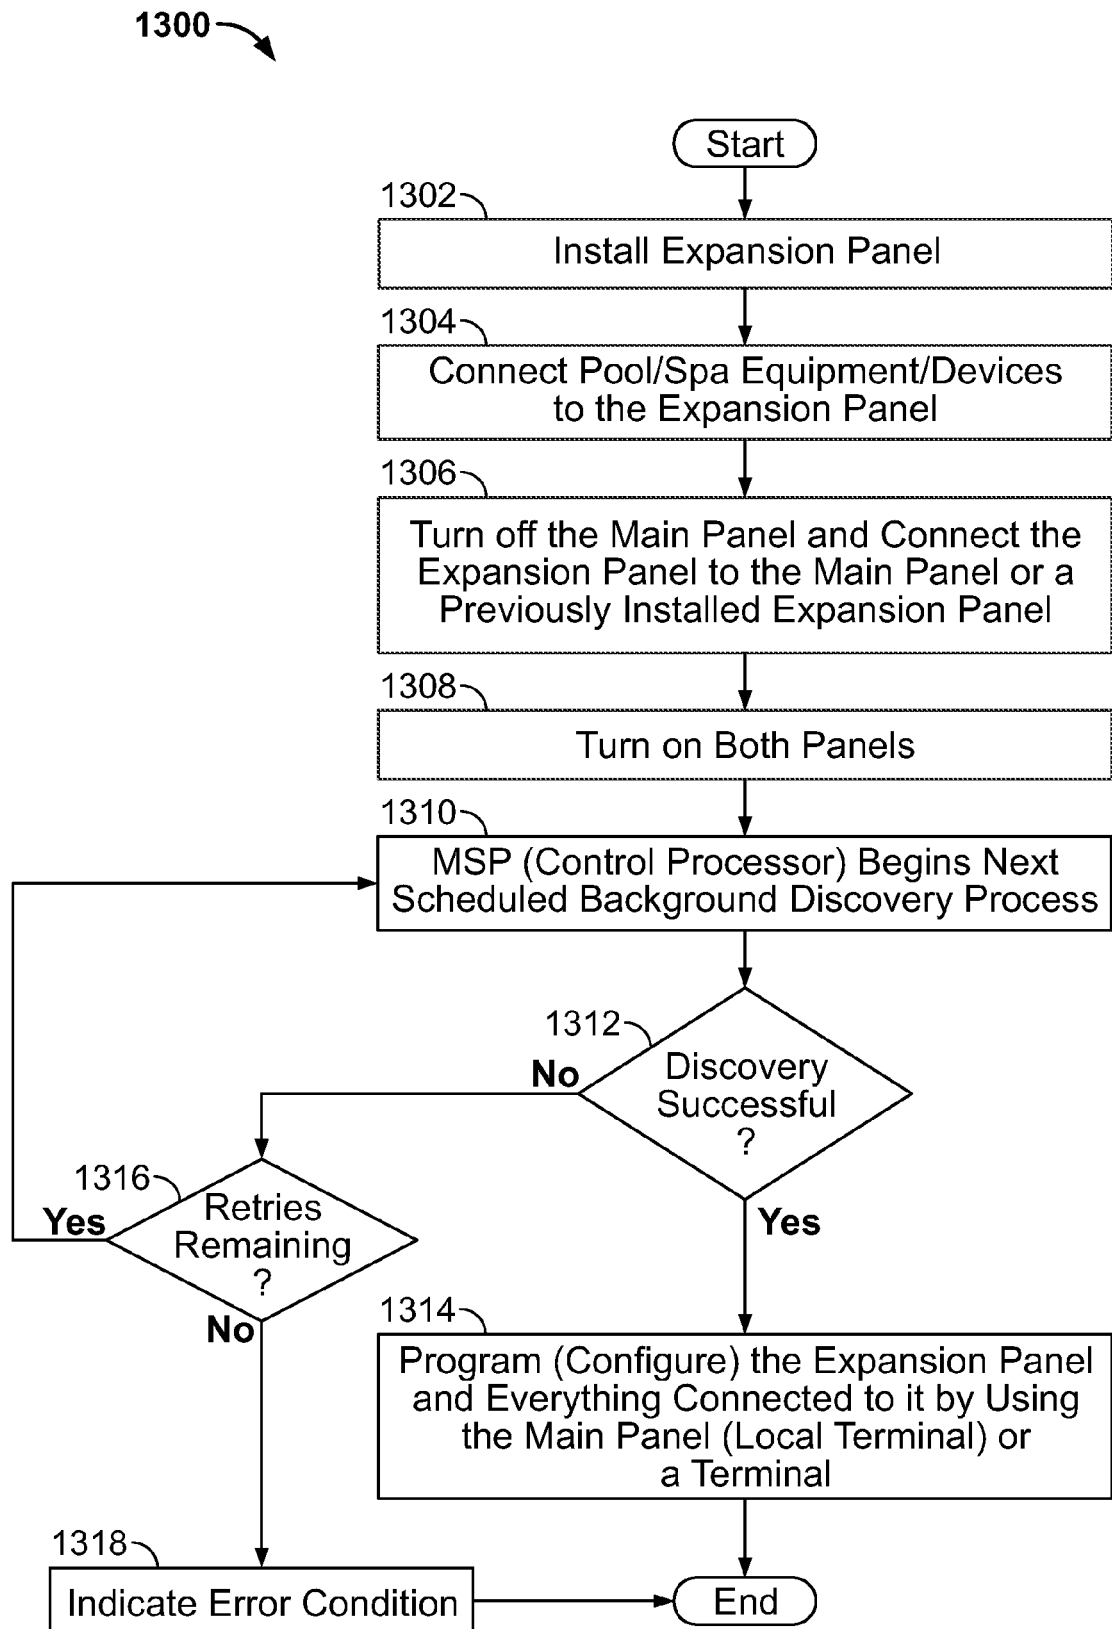 1300
Start
1302
Install Expansion Panel
1304
Connect Pool/Spa Equipment/Devices
to the Expansion Panel
1306
Turn off the Main Panel and Connect the
Expansion Panel to the Main Panel or a
Previously Installed Expansion Panel
1308
Turn on Both Panels
1310
MSP (Control Processor) Begins Next
Scheduled Background Discovery Process
1312
No
Discovery
Successful
?
1316
Yes
Retries
Remaining
?
No
Yes
1314
Program (Configure) the Expansion Panel
and Everything Connected to it by Using
the Main Panel (Local Terminal) or
a Terminal
1318
Indicate Error Condition
End